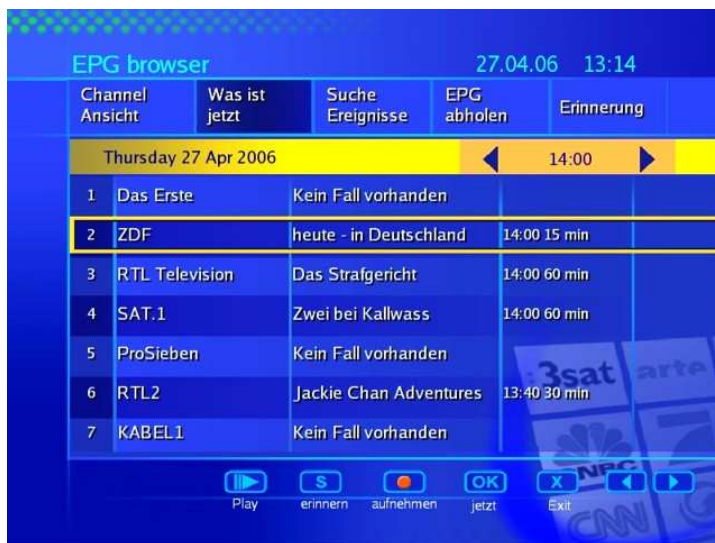 EPG browser 27.04.06 13:14
Channel Ansicht
Was ist jetzt
Suche Ereignisse
EPG abholen
Erinnerung
Thursday 27 Apr 2006 14:00
1 Das Erste Kein Fall vorhanden
2 ZDF heute - in Deutschland 14:00 15 min
3 RTL Television Das Strafgericht 14:00 60 min
4 SAT.1 Zwei bei Kallwass 14:00 60 min
5 ProSieben Kein Fall vorhanden
6 RTL2 Jackie Chan Adventures 13:40 30 min
7 KABEL1 Kein Fall vorhanden
3sat arte
NBC
CNN
S OK X
Play erinnern aufnehmen jetzt Exit